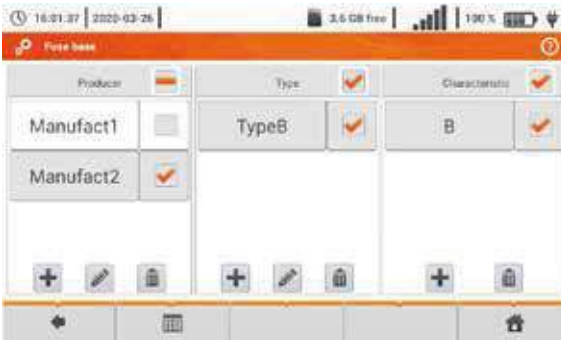 16:01:37 2020-03-26 3,6 GB free 100 %
Fuse base
Producer Type Characteristic
Manufact1 TypeB B
Manufact2